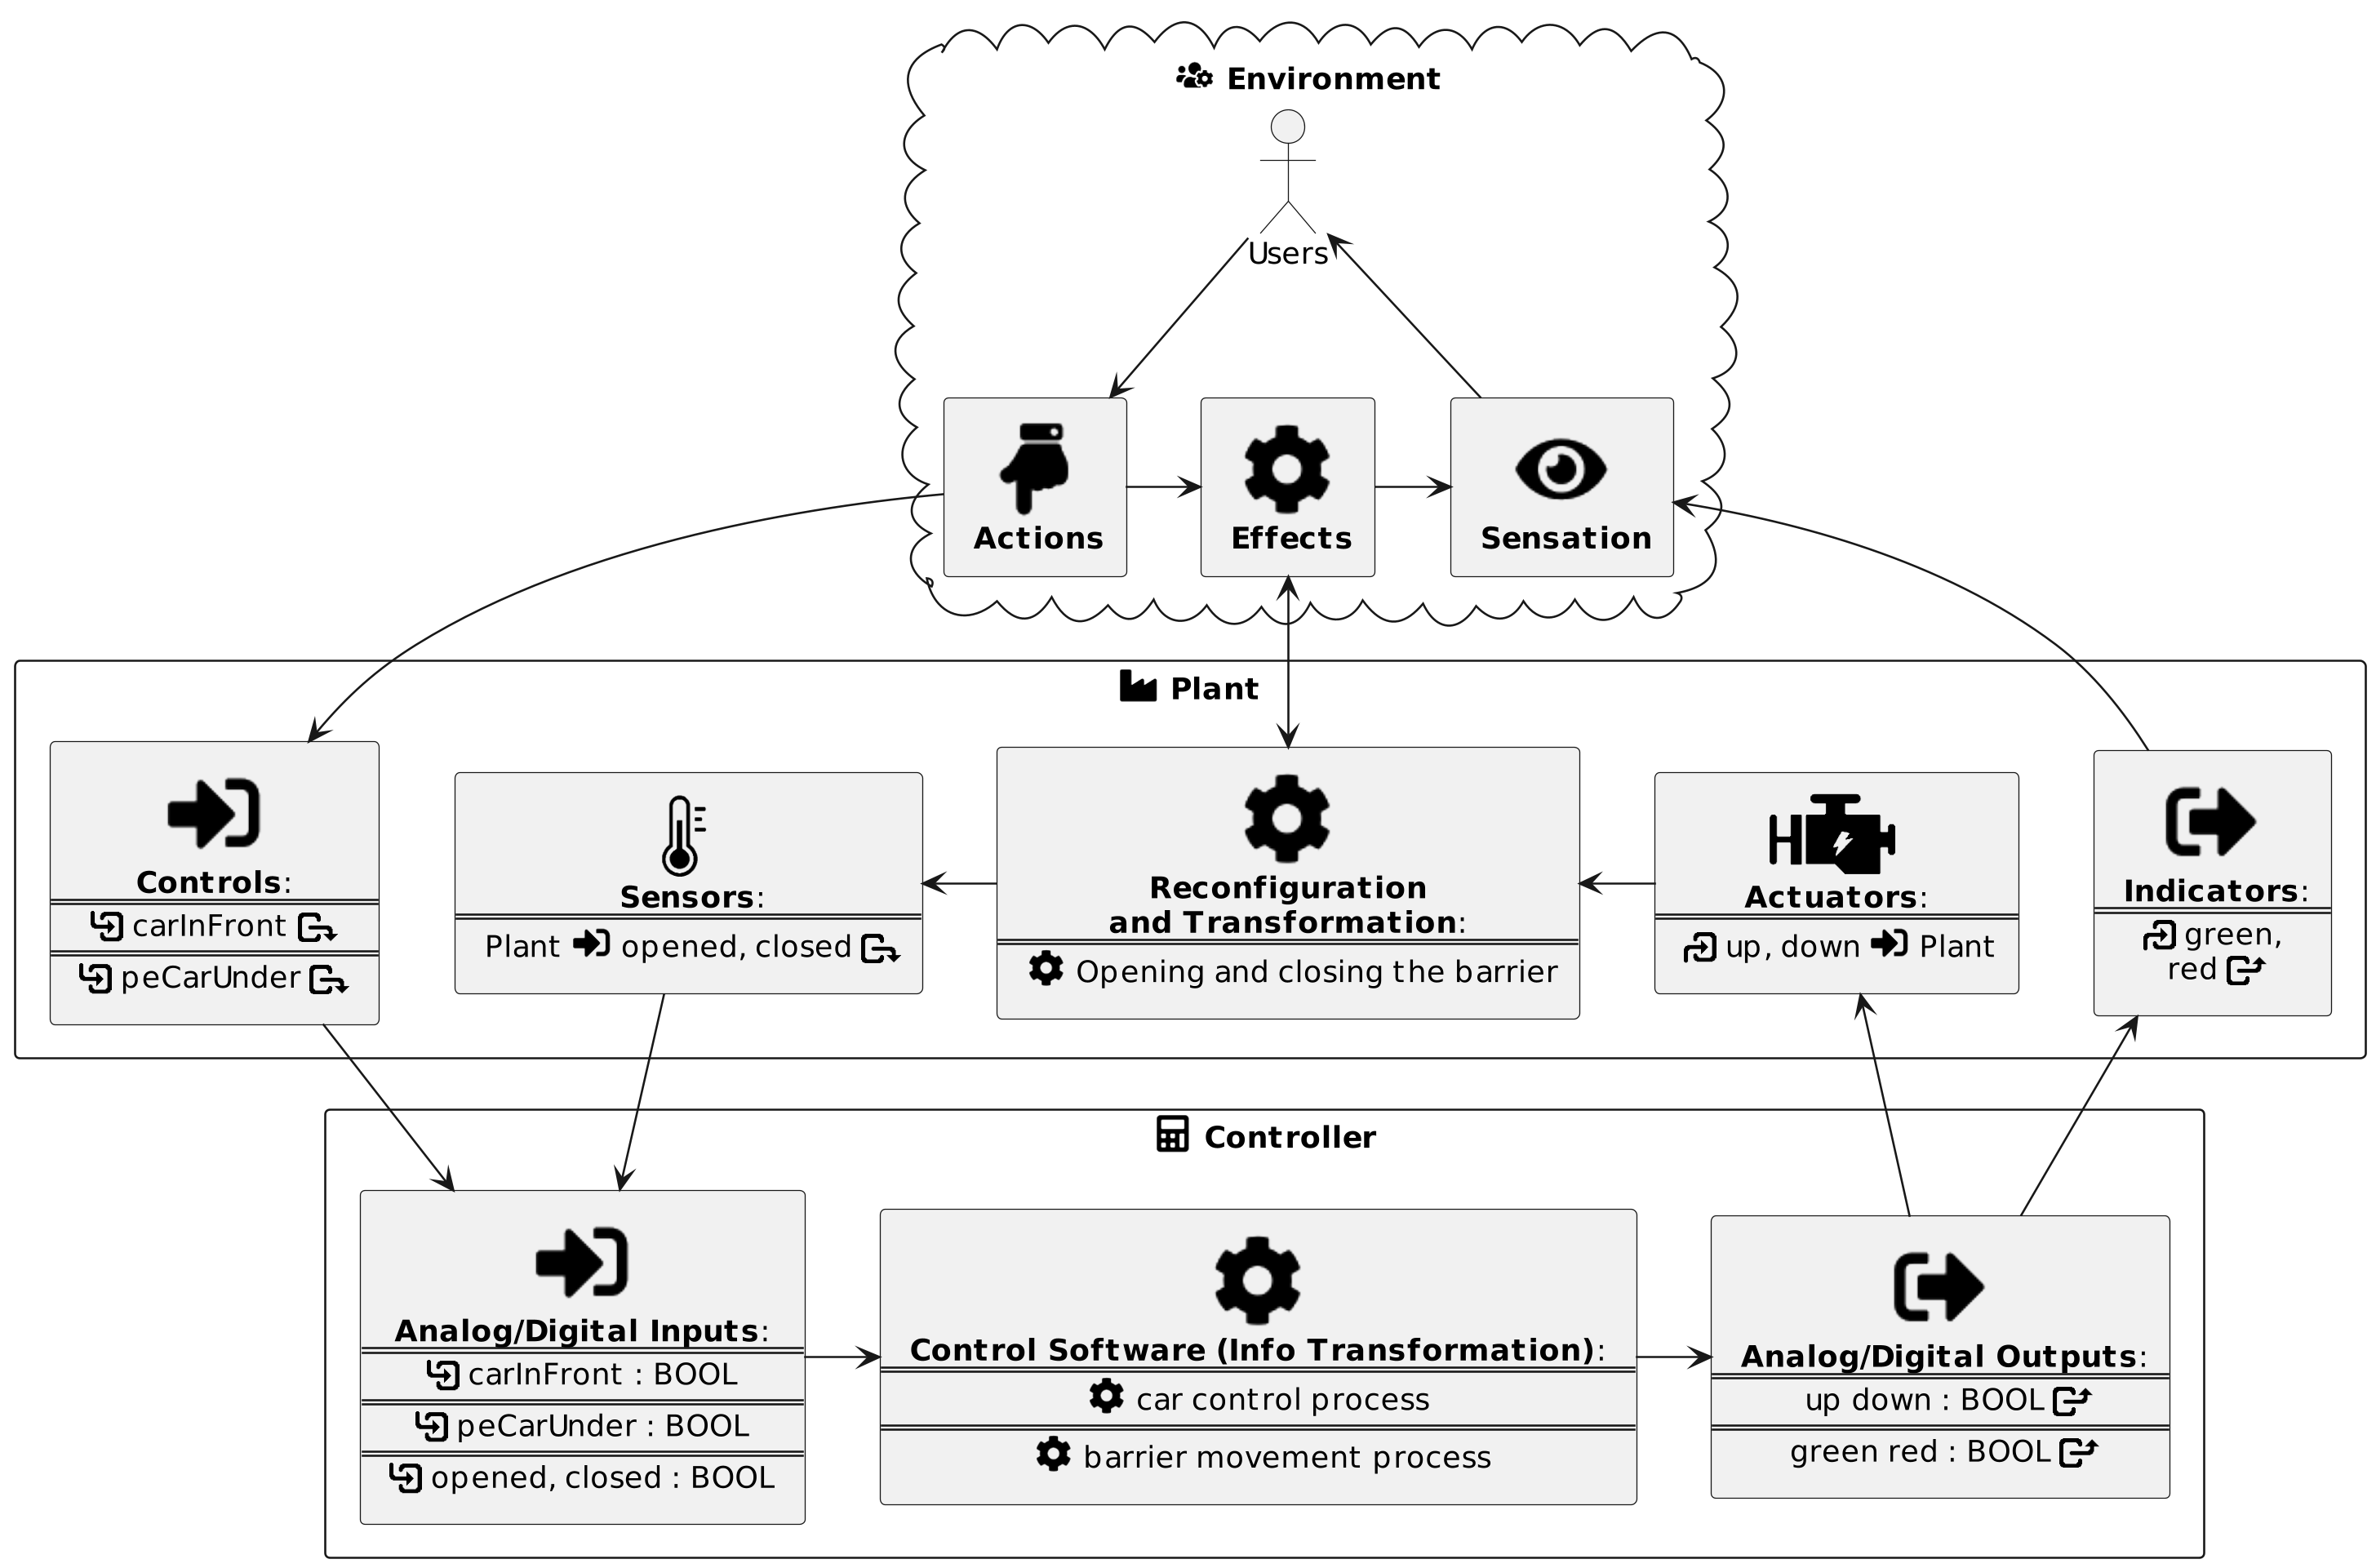 Environment
Users
Actions
Effects
Sensation
Plant
Controls:
carInFront
peCarUnder
Sensors:
Plant opened, closed
Reconfiguration
and Transformation:
Opening and closing the barrier
Actuators:
up, down Plant
Indicators:
green,
red
Controller
Analog/Digital Inputs:
carInFront : BOOL
peCarUnder : BOOL
opened, closed : BOOL
Control Software (Info Transformation):
car control process
barrier movement process
Analog/Digital Outputs:
up down : BOOL
green red : BOOL